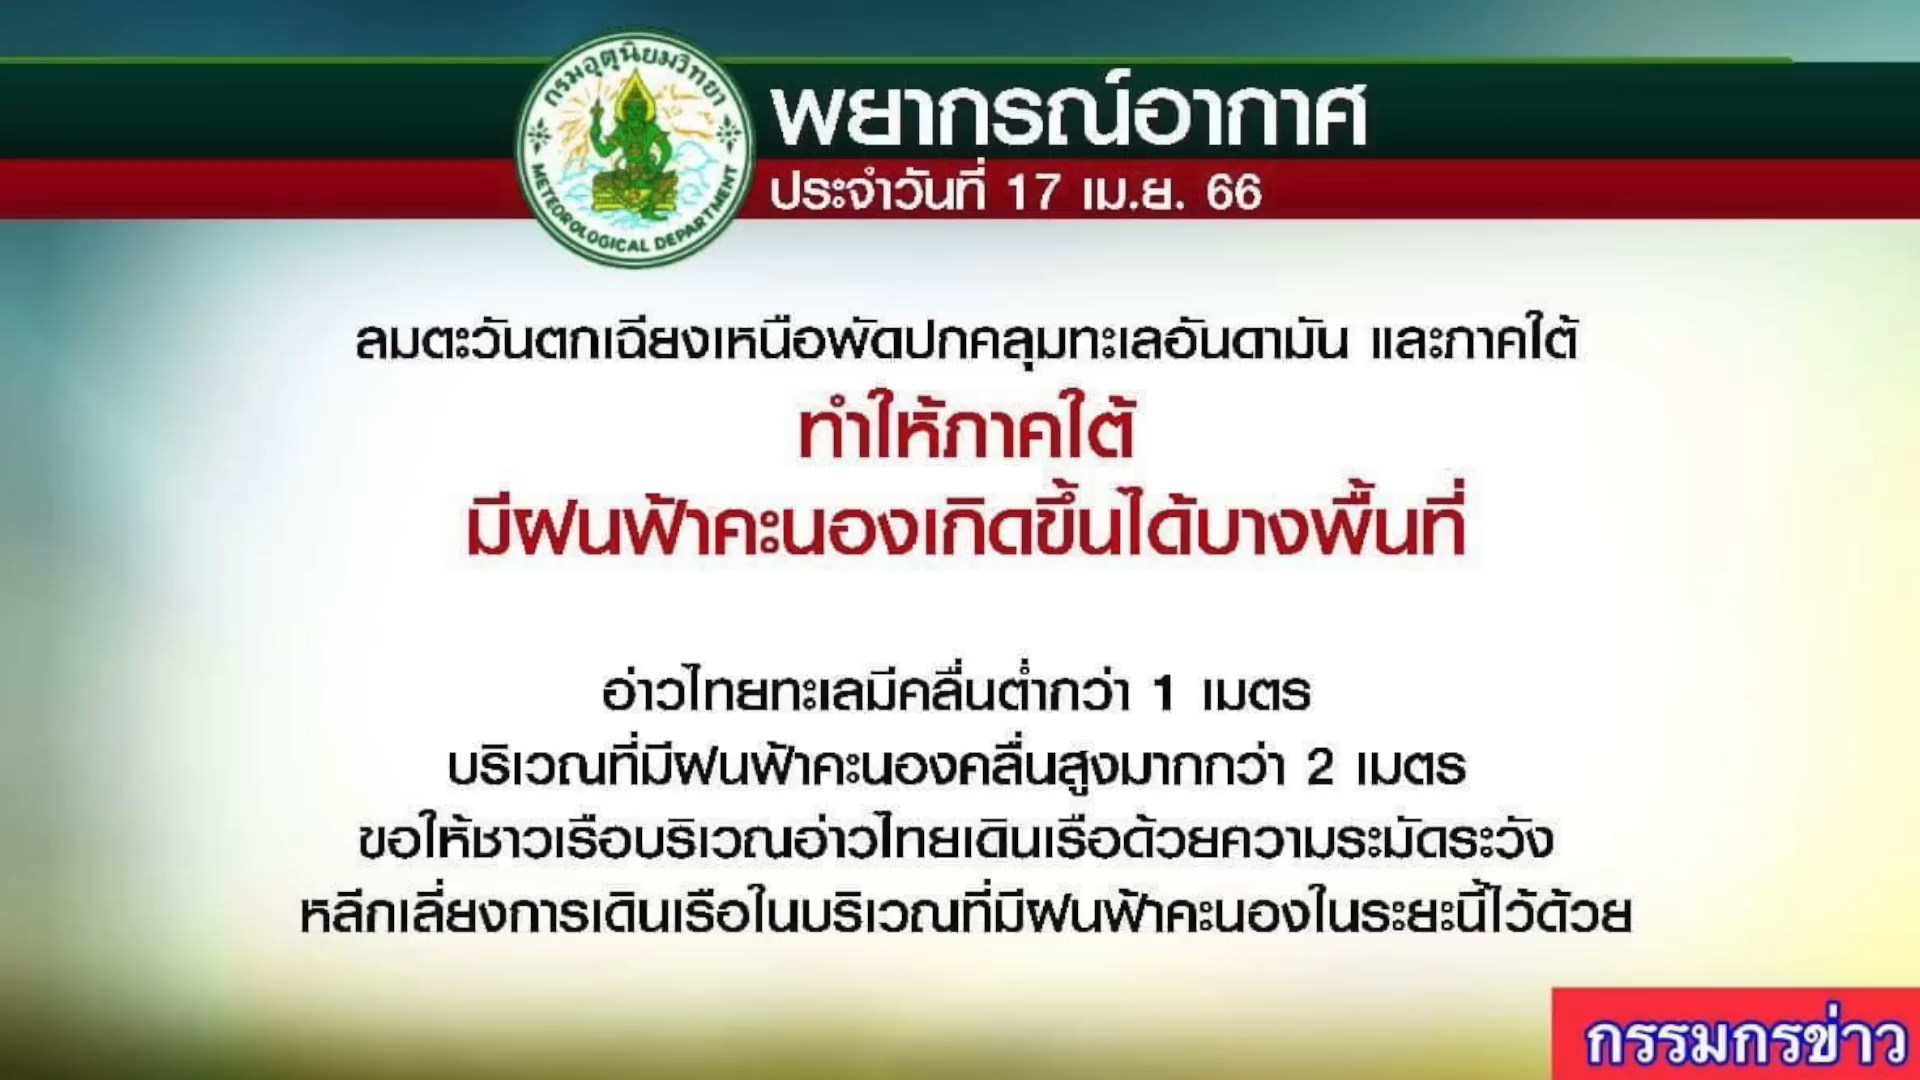 กรมอุตุนิยมวิทยา
METEOROLOGICAL DEPARTMENT
พยากรณ์อากาศ
ประจำวันที่ 17 เม.ย. 66
ลมตะวันตกเฉียงเหนือพัดปกคลุมทะเลอันดามัน และภาคใต้
ทำให้ภาคใต้
มีฝนฟ้าคะนองเกิดขึ้นได้บางพื้นที่
อ่าวไทยทะเลมีคลื่นต่ำกว่า 1 เมตร
บริเวณที่มีฝนฟ้าคะนองคลื่นสูงมากกว่า 2 เมตร
ขอให้ชาวเรือบริเวณอ่าวไทยเดินเรือด้วยความระมัดระวัง
หลีกเลี่ยงการเดินเรือในบริเวณที่มีฝนฟ้าคะนองในระยะนี้ไว้ด้วย
กรรมกรข่าว